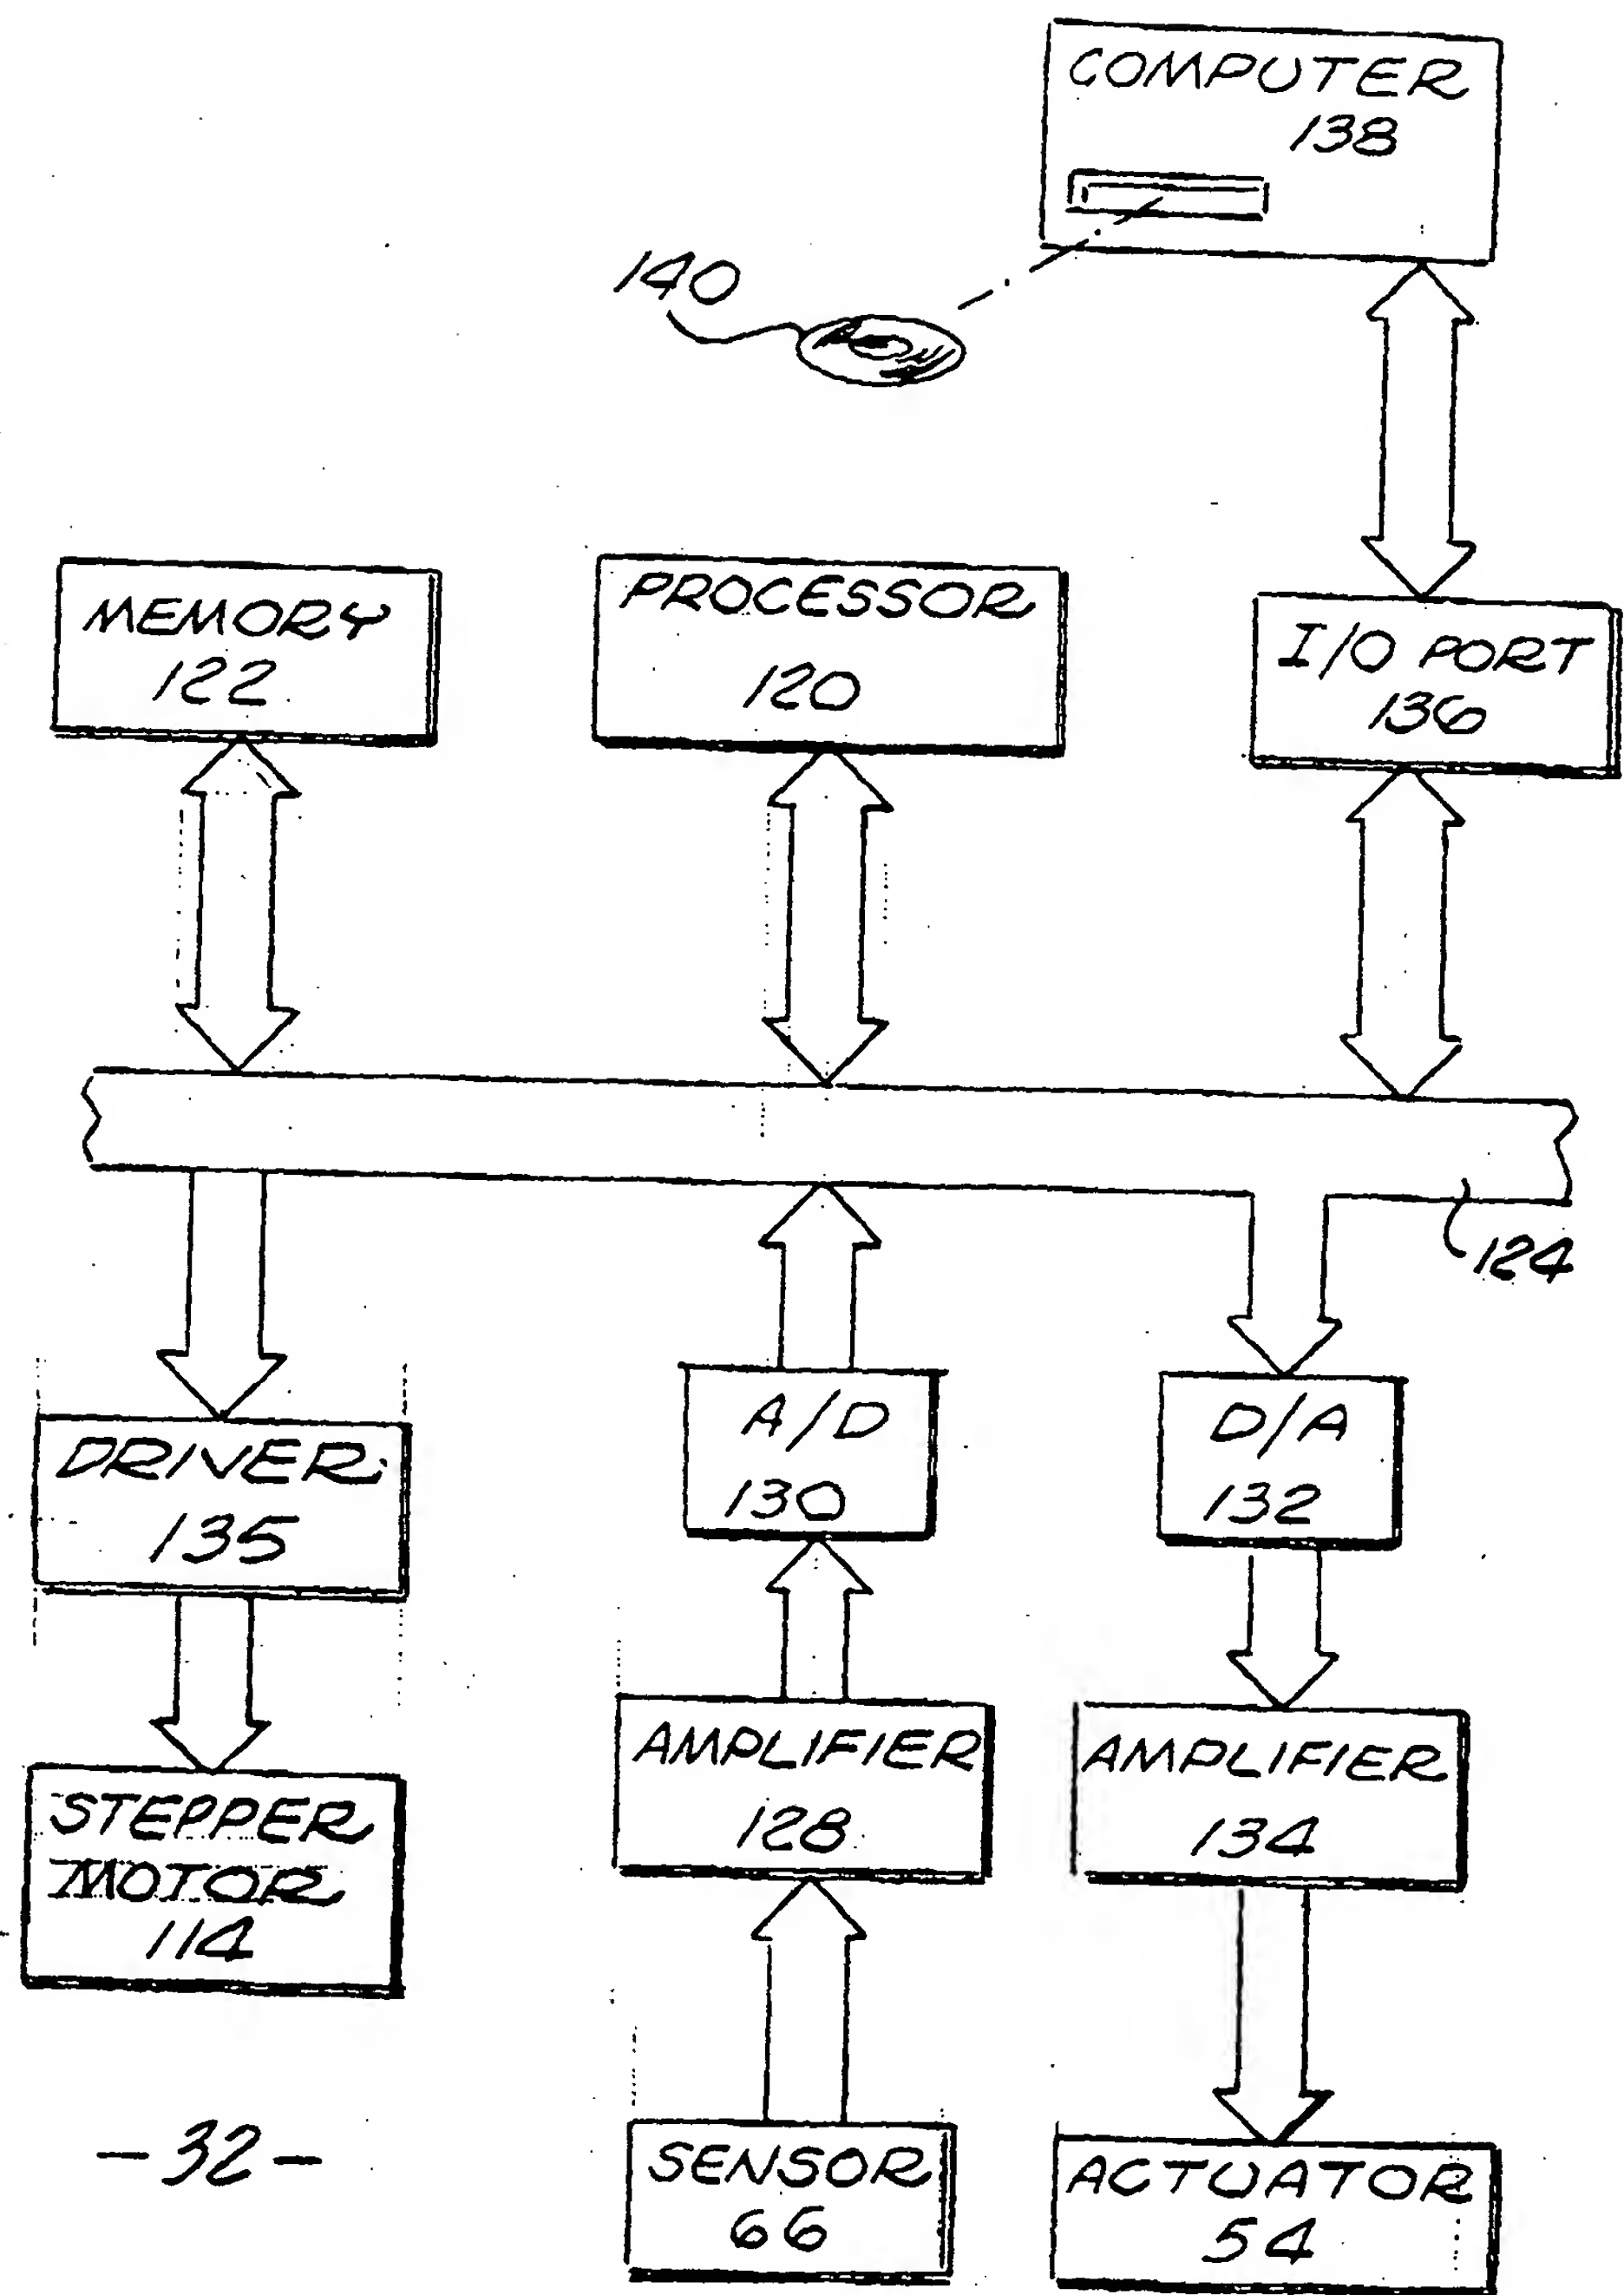 COMPUTER
138
140
MEMORY
122
PROCESSOR
120
I/O PORT
136
124
DRIVER
135
A/D
130
D/A
132
STEPPER
MOTOR
114
AMPLIFIER
128
AMPLIFIER
134
-32-
SENSOR
66
ACTUATOR
54